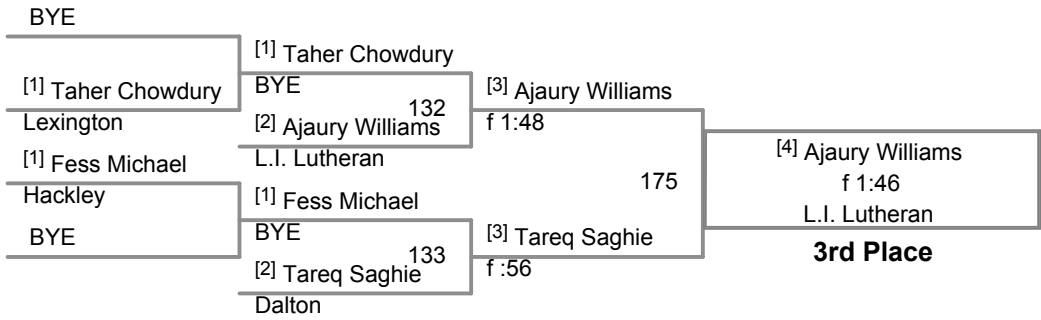 BYE
[1] Taher Chowdury
Lexington
[1] Fess Michael
Hackley
BYE
[1] Taher Chowdury
BYE
132
[2] Ajaury Williams
L.I. Lutheran
[1] Fess Michael
BYE
133
[2] Tareq Saghie
Dalton
[3] Ajaury Williams
f 1:48
175
[3] Tareq Saghie
f :56
[4] Ajaury Williams
f 1:46
L.I. Lutheran
3rd Place